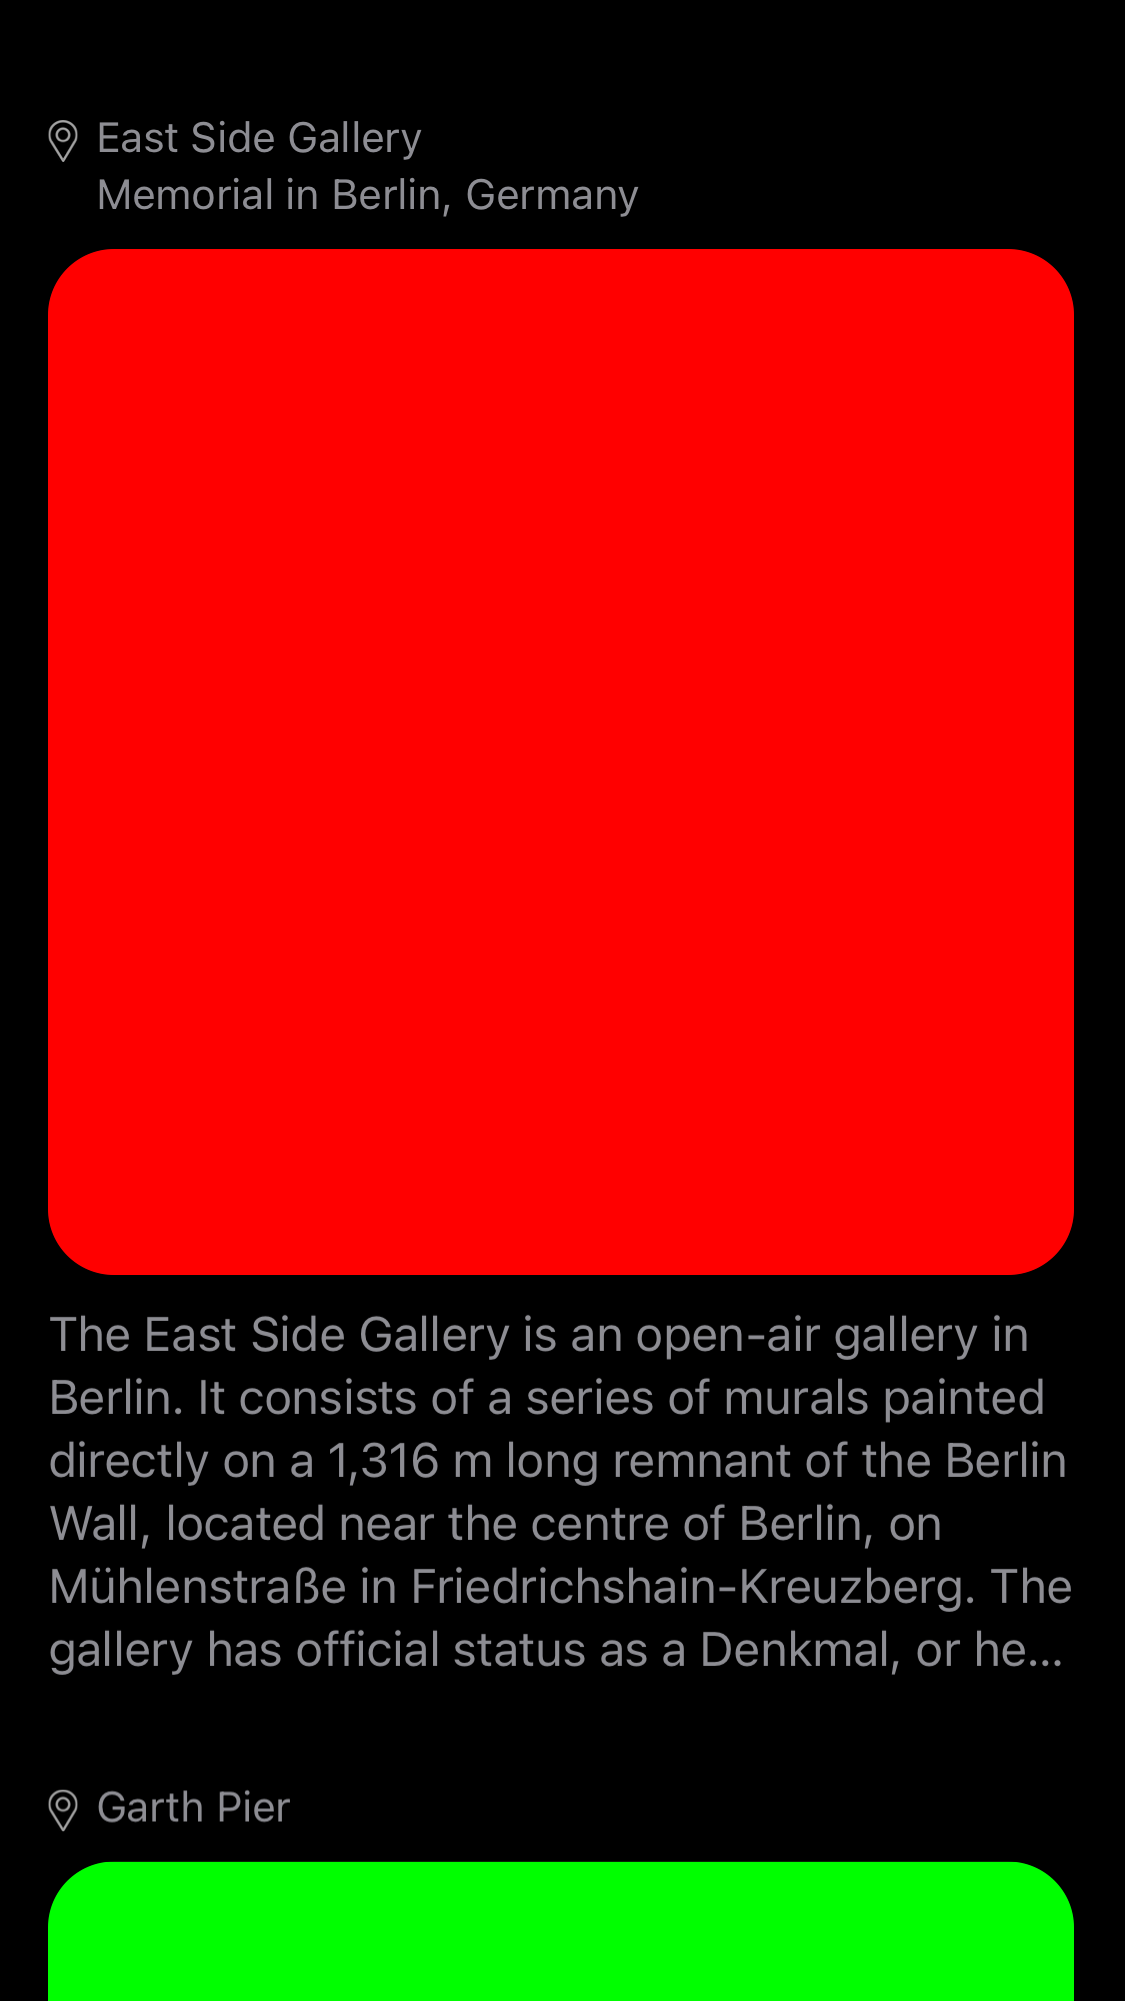 East Side Gallery
Memorial in Berlin, Germany
The East Side Gallery is an open-air gallery in
Berlin. It consists of a series of murals painted
directly on a 1,316 m long remnant of the Berlin
Wall, located near the centre of Berlin, on
Mühlenstraße in Friedrichshain-Kreuzberg. The
gallery has official status as a Denkmal, or he...
Garth Pier